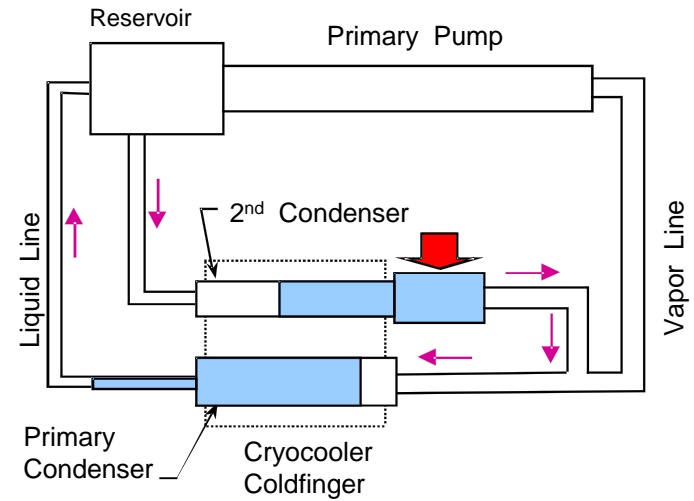 Reservoir
Primary Pump
2nd Condenser
Liquid Line
Vapor Line
Primary
Condenser
Cryocooler
Coldfinger